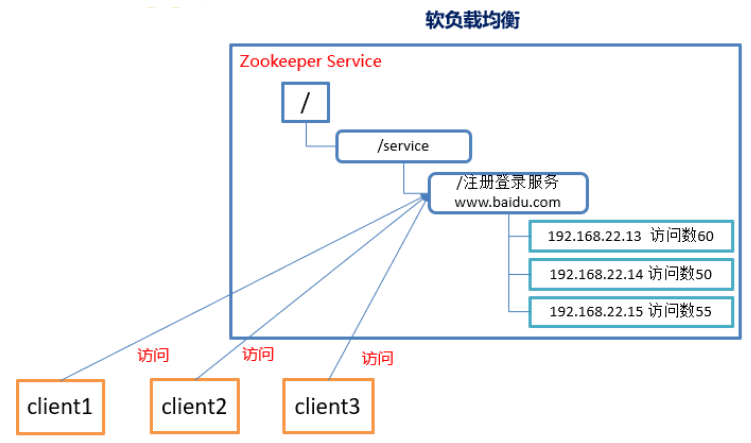 软负载均衡
Zookeeper Service
/
/service
/注册登录服务
www.baidu.com
192.168.22.13 访问数60
192.168.22.14 访问数50
192.168.22.15 访问数55
访问
访问
访问
client1
client2
client3